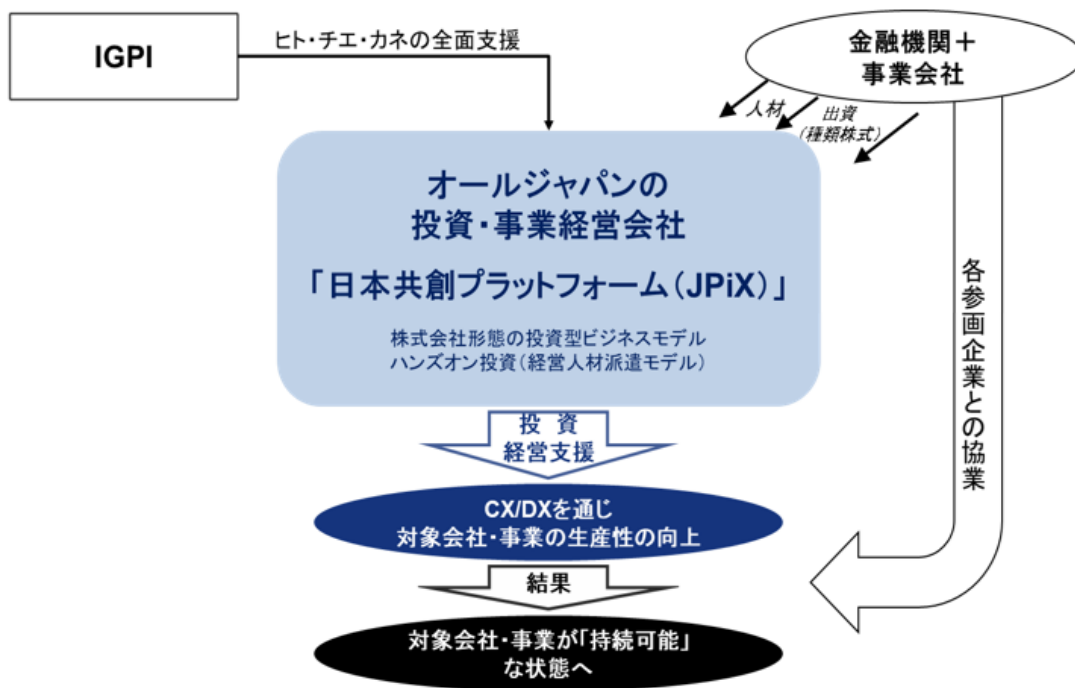 IGPI
ヒト・チエ・カネの全面支援
金融機関＋
事業会社
人材
出資
（種類株式）
オールジャパンの
投資・事業経営会社
「日本共創プラットフォーム（JPiX）」
株式会社形態の投資型ビジネスモデル
ハンズオン投資（経営人材派遣モデル）
各参画企業との協業
投 資
経営支援
CX/DXを通じ
対象会社・事業の生産性の向上
結果
対象会社・事業が「持続可能」
な状態へ